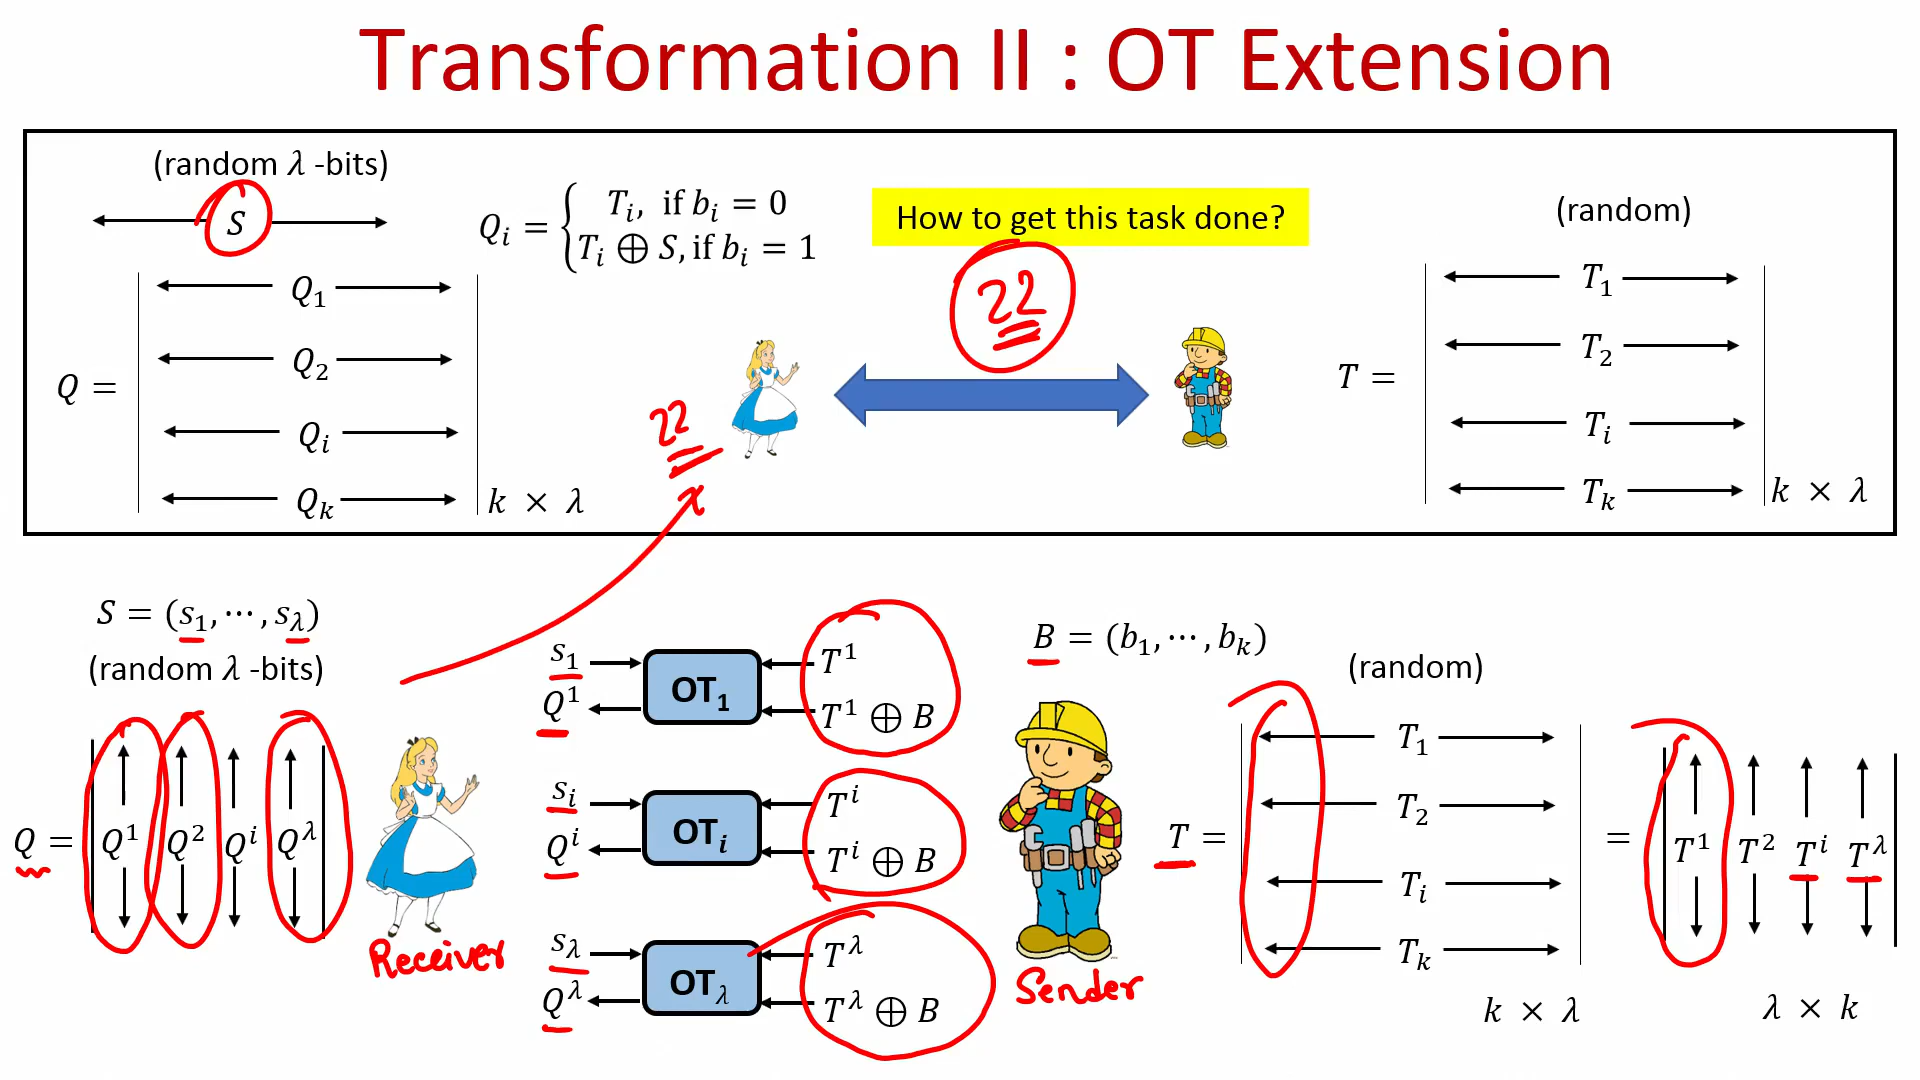 Transformation II : OT Extension
(random λ -bits)
S
Q_i = { T_i, if b_i = 0
T_i ⊕ S, if b_i = 1
How to get this task done?
(random)
22
Q =
Q_1
Q_2
Q_i
Q_k
k × λ
22
T =
T_1
T_2
T_i
T_k
k × λ
S = (s_1, ⋯ , s_λ)
(random λ -bits)
Q =
Q^1 Q^2 Q^i Q^λ
Receiver
s_1
Q^1
OT_1
T^1
T^1 ⊕ B
s_i
Q^i
OT_i
T^i
T^i ⊕ B
s_λ
Q^λ
OT_λ
T^λ
T^λ ⊕ B
B = (b_1, ⋯ , b_k)
Sender
(random)
T =
T_1
T_2
T_i
T_k
k × λ
=
T^1 T^2 T^i T^λ
λ × k